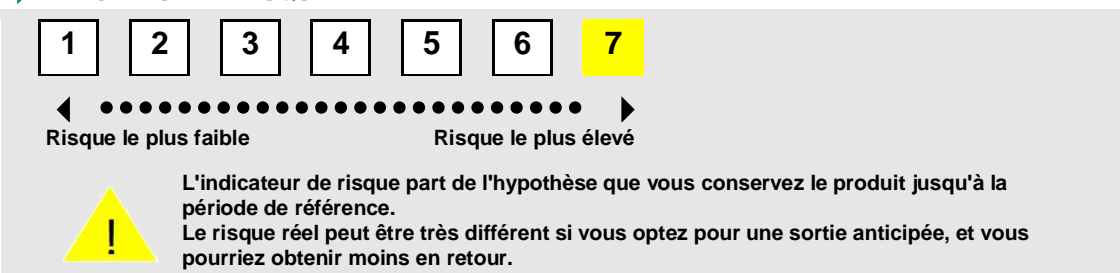 1 2 3 4 5 6 7
Risque le plus faible Risque le plus élevé
L'indicateur de risque part de l'hypothèse que vous conservez le produit jusqu'à la
période de référence.
!
Le risque réel peut être très différent si vous optez pour une sortie anticipée, et vous
pourriez obtenir moins en retour.